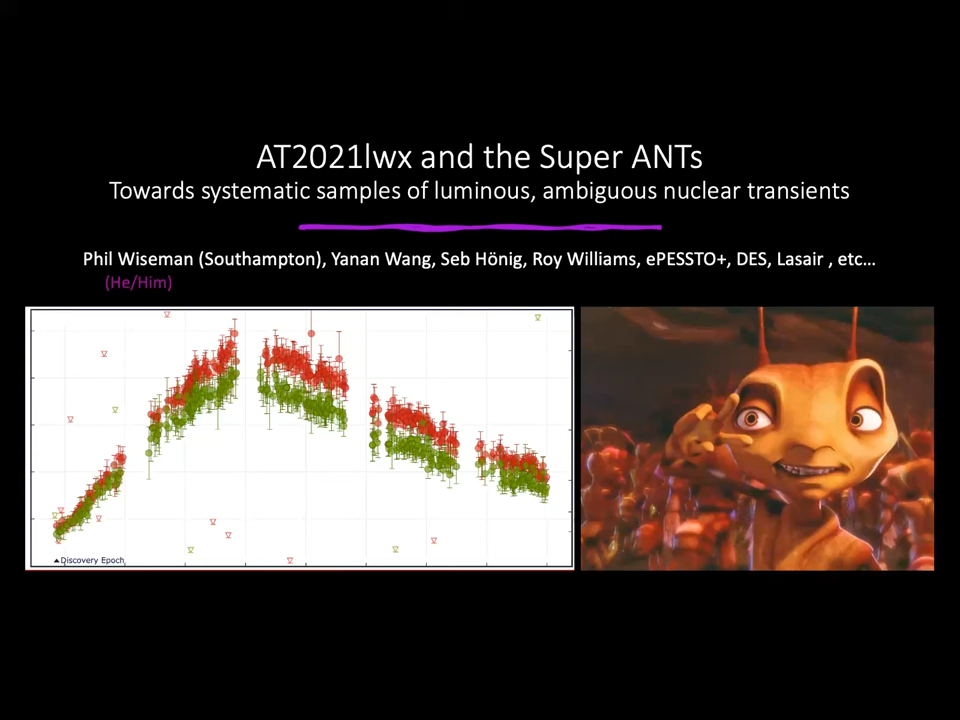 AT2021lwx and the Super ANTs
Towards systematic samples of luminous, ambiguous nuclear transients
Phil Wiseman (Southampton), Yanan Wang, Seb Hönig, Roy Williams, ePESSTO+, DES, Lasair , etc...
(He/Him)
Discovery Epoch